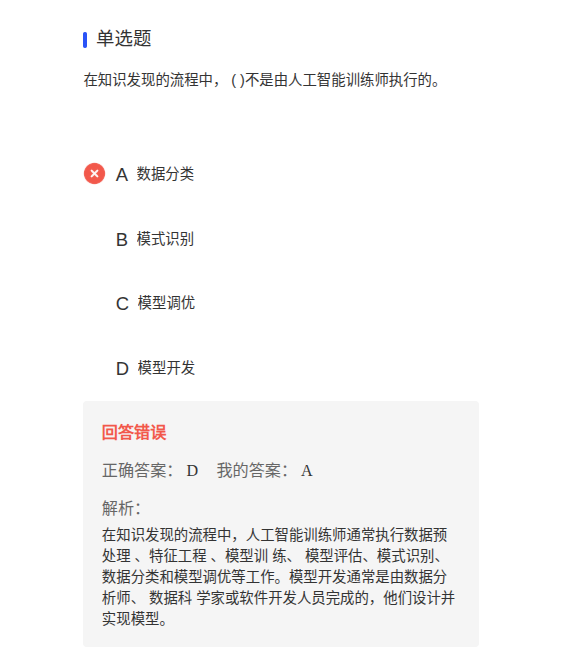 单选题
在知识发现的流程中，( )不是由人工智能训练师执行的。
A 数据分类
B 模式识别
C 模型调优
D 模型开发
回答错误
正确答案： D 我的答案： A
解析：
在知识发现的流程中，人工智能训练师通常执行数据预
处理 、特征工程 、模型训 练、 模型评估、模式识别、
数据分类和模型调优等工作。模型开发通常是由数据分
析师、 数据科 学家或软件开发人员完成的，他们设计并
实现模型。